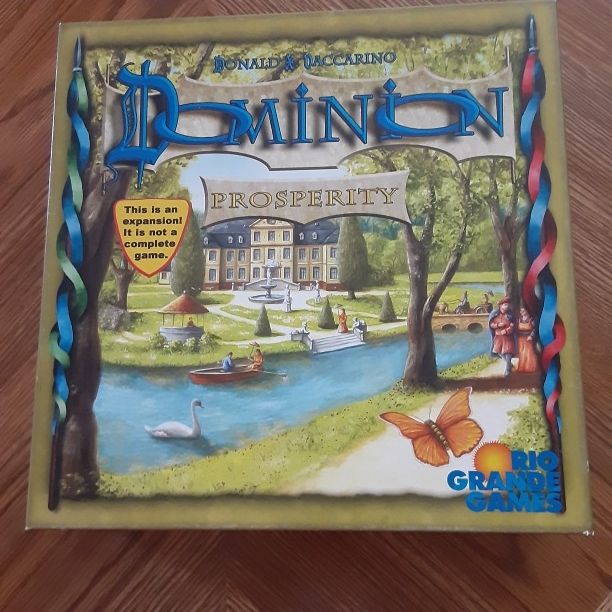 Donald X Vaccarino
Dominion
Prosperity
This is an
expansion!
It is not a
complete
game.
RIO
GRANDE
GAMES